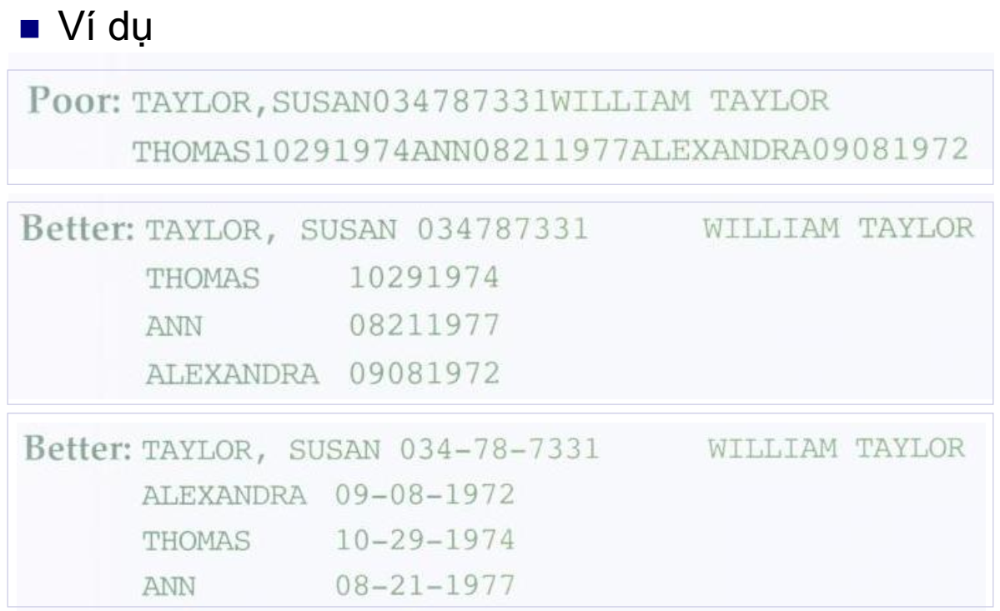 Ví dụ
Poor: TAYLOR,SUSAN034787331WILLIAM TAYLOR
THOMAS10291974ANN08211977ALEXANDRA09081972
Better: TAYLOR, SUSAN 034787331 WILLIAM TAYLOR
THOMAS 10291974
ANN 08211977
ALEXANDRA 09081972
Better: TAYLOR, SUSAN 034-78-7331 WILLIAM TAYLOR
ALEXANDRA 09-08-1972
THOMAS 10-29-1974
ANN 08-21-1977